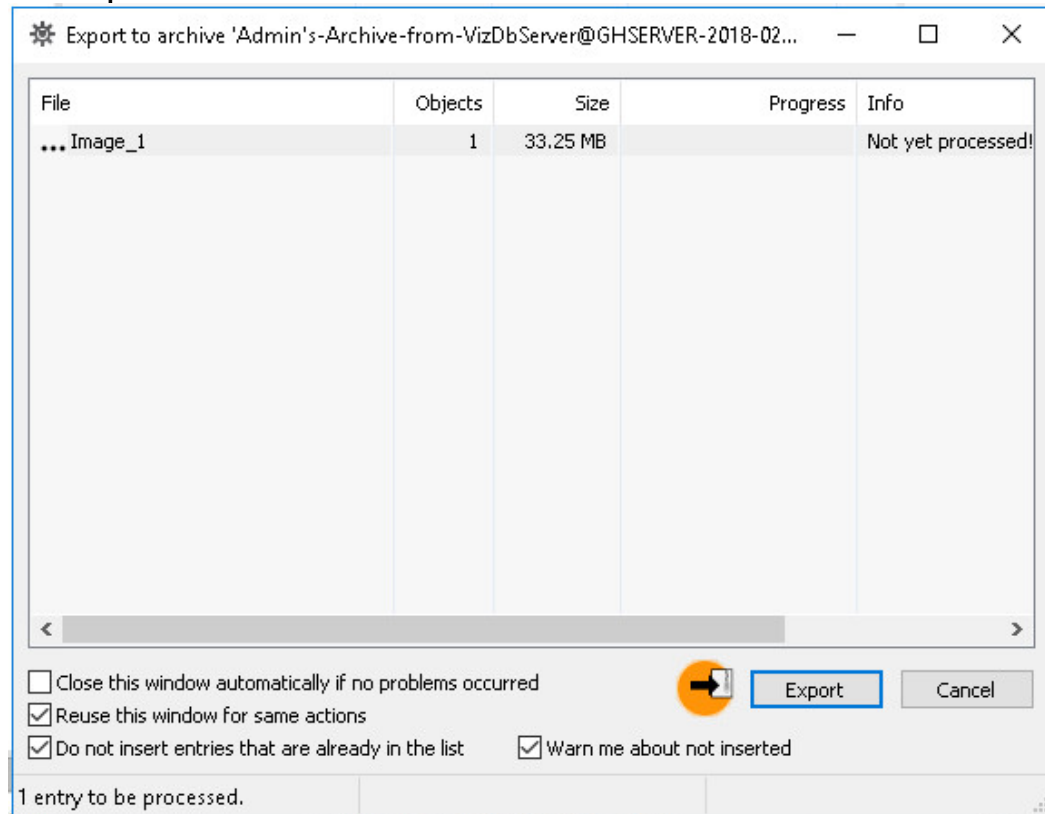 Export to archive 'Admin's-Archive-from-VizDbServer@GHSERVER-2018-02...
File Objects Size Progress Info
... Image_1 1 33.25 MB Not yet processed!
Close this window automatically if no problems occurred
Export Cancel
Reuse this window for same actions
Do not insert entries that are already in the list Warn me about not inserted
1 entry to be processed.